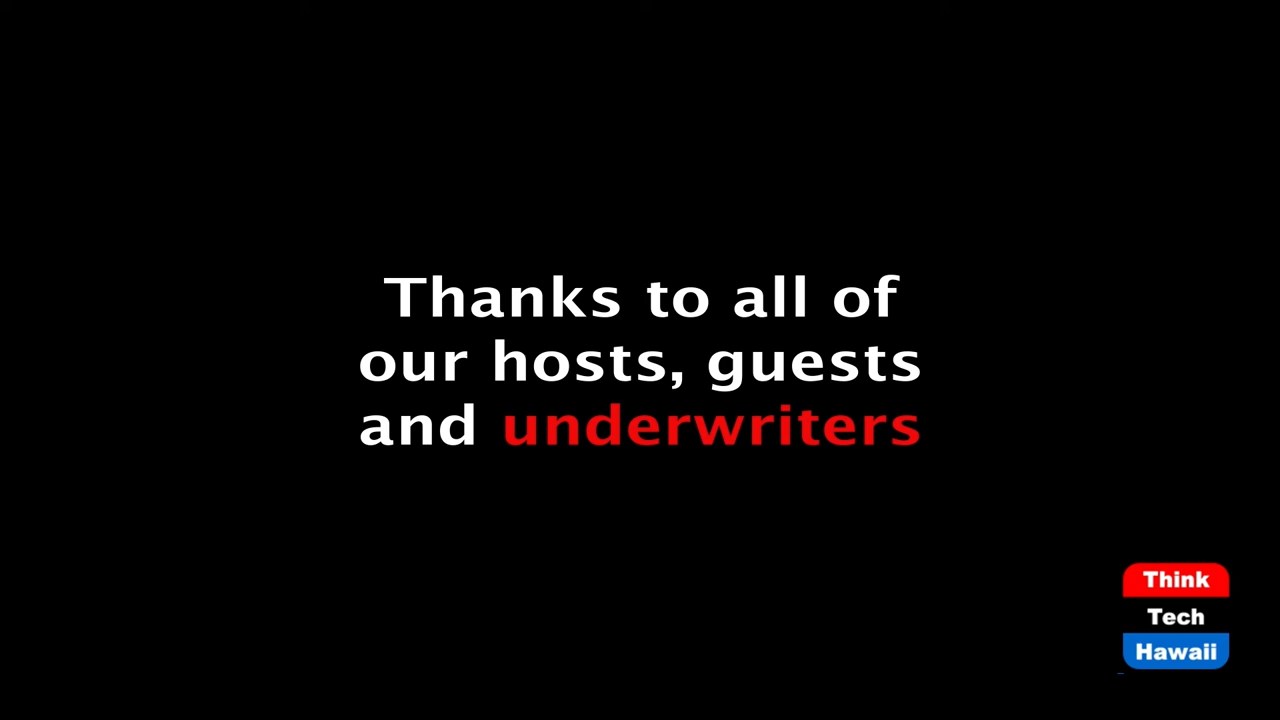 Thanks to all of
our hosts, guests
and underwriters
Think
Tech
Hawaii